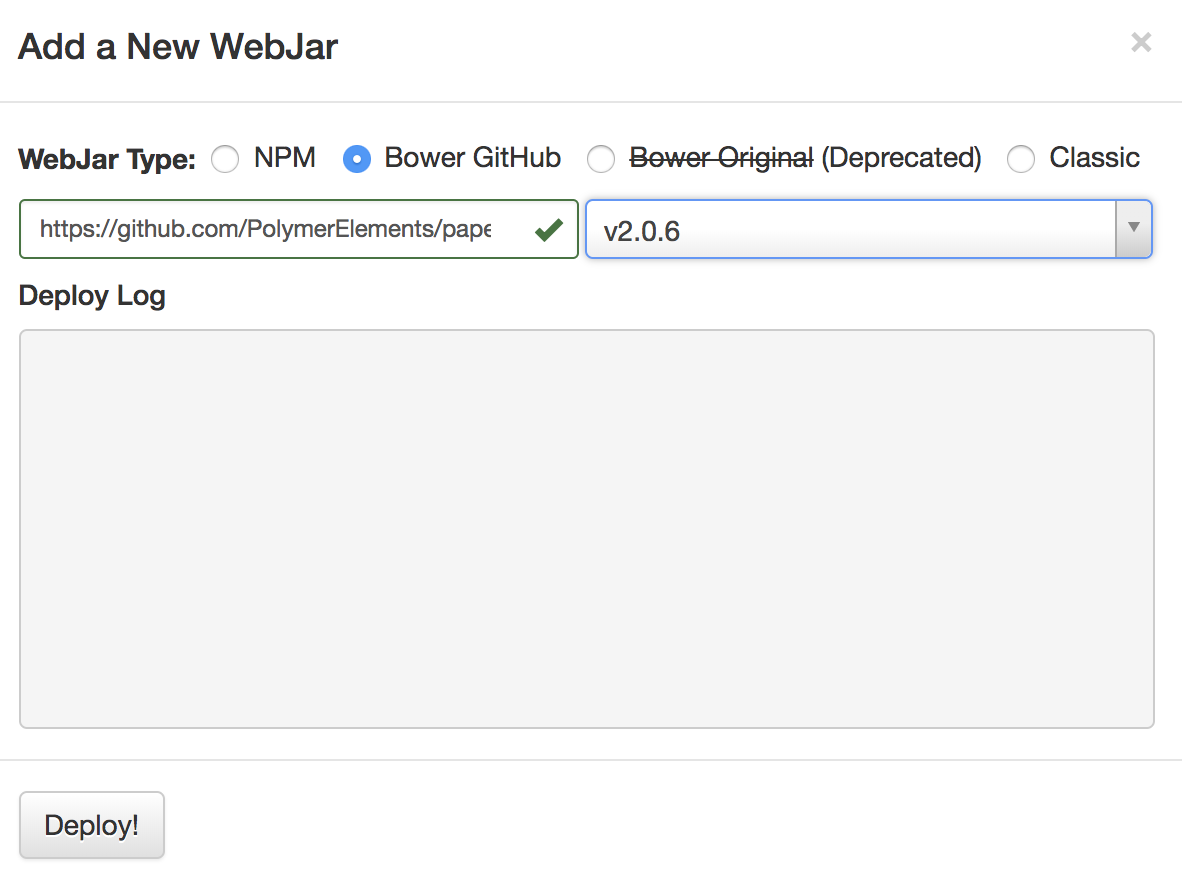 Add a New WebJar
WebJar Type: NPM Bower GitHub Bower Original (Deprecated) Classic
https://github.com/PolymerElements/pape v2.0.6
Deploy Log
Deploy!